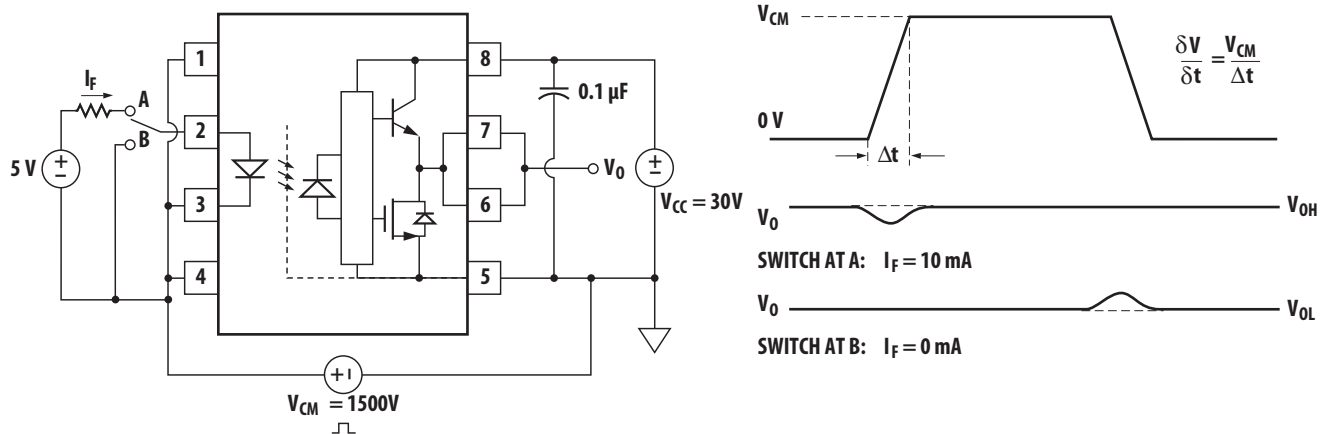 I_F
A
B
5 V
+
−
1
2
3
4
8
7
6
5
0.1 µF
V_O
+
−
V_CC = 30V
+ −
V_CM = 1500V
V_CM
0 V
Δt
δV/δt = V_CM/Δt
V_O
V_OH
SWITCH AT A: I_F = 10 mA
V_O
V_OL
SWITCH AT B: I_F = 0 mA